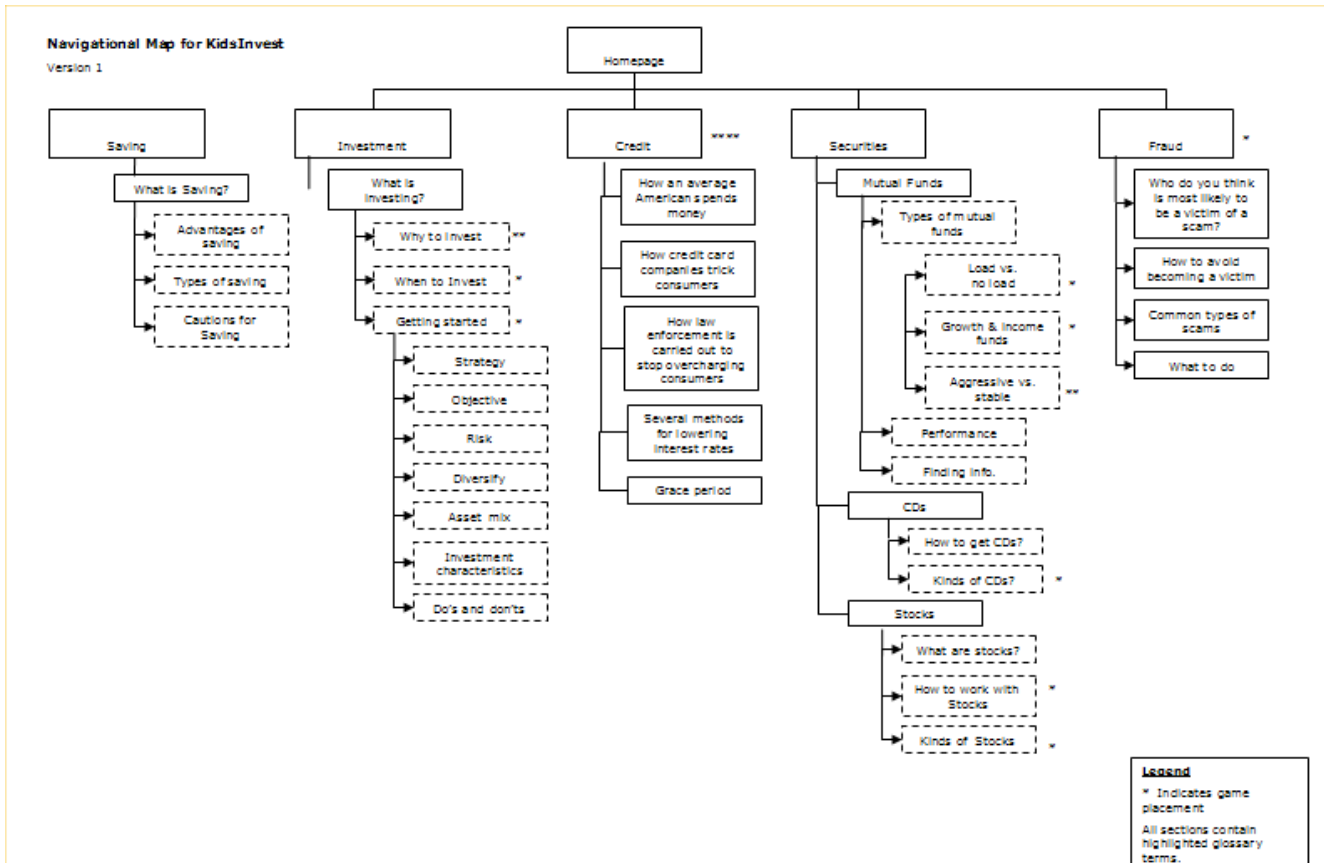 Navigational Map for KidsInvest
Version 1
Homepage
Saving
What is Saving?
Advantages of
saving
Types of saving
Cautions for
Saving
Investment
What is
Investing?
Why to Invest
**
When to Invest
*
Getting started
*
Strategy
Objective
Risk
Diversify
Asset mix
Investment
characteristics
Do's and don'ts
Credit
****
How an average
American spends
money
How credit card
companies trick
consumers
How law
enforcement is
carried out to
stop overcharging
consumers
Several methods
for lowering
interest rates
Grace period
Securities
Mutual Funds
Types of mutual
funds
Load vs.
no load
*
Growth & income
funds
*
Aggressive vs.
stable
**
Performance
Finding info.
CDs
How to get CDs?
Kinds of CDs?
*
Stocks
What are stocks?
How to work with
Stocks
*
Kinds of Stocks
*
Fraud
*
Who do you think
is most likely to
be a victim of a
scam?
How to avoid
becoming a victim
Common types of
scams
What to do
Legend
* Indicates game
placement
All sections contain
highlighted glossary
terms.